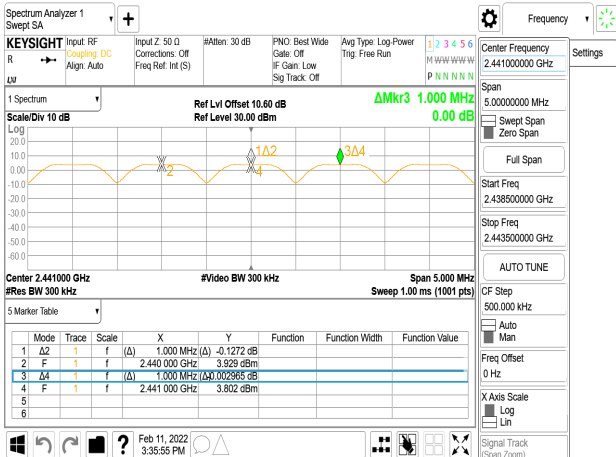 Spectrum Analyzer 1
Swept SA
Frequency
KEYSIGHT
R
LNI
Input: RF
Coupling: DC
Align: Auto
Input Z: 50 Ω
Corrections: Off
Freq Ref: Int (S)
#Atten: 30 dB
PNO: Best Wide
Gate: Off
IF Gain: Low
Sig Track: Off
Avg Type: Log-Power
Trig: Free Run
1 2 3 4 5 6
M W W W W W
P N N N N N
Center Frequency
2.441000000 GHz
Settings
1 Spectrum
Scale/Div 10 dB
Ref Lvl Offset 10.60 dB
Ref Level 30.00 dBm
ΔMkr3 1.000 MHz
0.00 dB
Span
5.00000000 MHz
Swept Span
Zero Span
Full Span
Start Freq
2.438500000 GHz
Stop Freq
2.443500000 GHz
AUTO TUNE
CF Step
500.000 kHz
Auto
Man
Freq Offset
0 Hz
X Axis Scale
Log
Lin
Signal Track
(Span Zoom)
Log
20.0
10.0
0.00
-10.0
-20.0
-30.0
-40.0
-50.0
-60.0
2
1Δ2
4
3Δ4
Center 2.441000 GHz
#Res BW 300 kHz
#Video BW 300 kHz
Span 5.000 MHz
Sweep 1.00 ms (1001 pts)
5 Marker Table
Mode Trace Scale X Y Function Function Width Function Value
1 Δ2 1 f (Δ) 1.000 MHz (Δ) -0.1272 dB
2 F 1 f 2.440 000 GHz 3.929 dBm
3 Δ4 1 f (Δ) 1.000 MHz (Δ) 0.002965 dB
4 F 1 f 2.441 000 GHz 3.802 dBm
5
6
?
Feb 11, 2022
3:35:55 PM